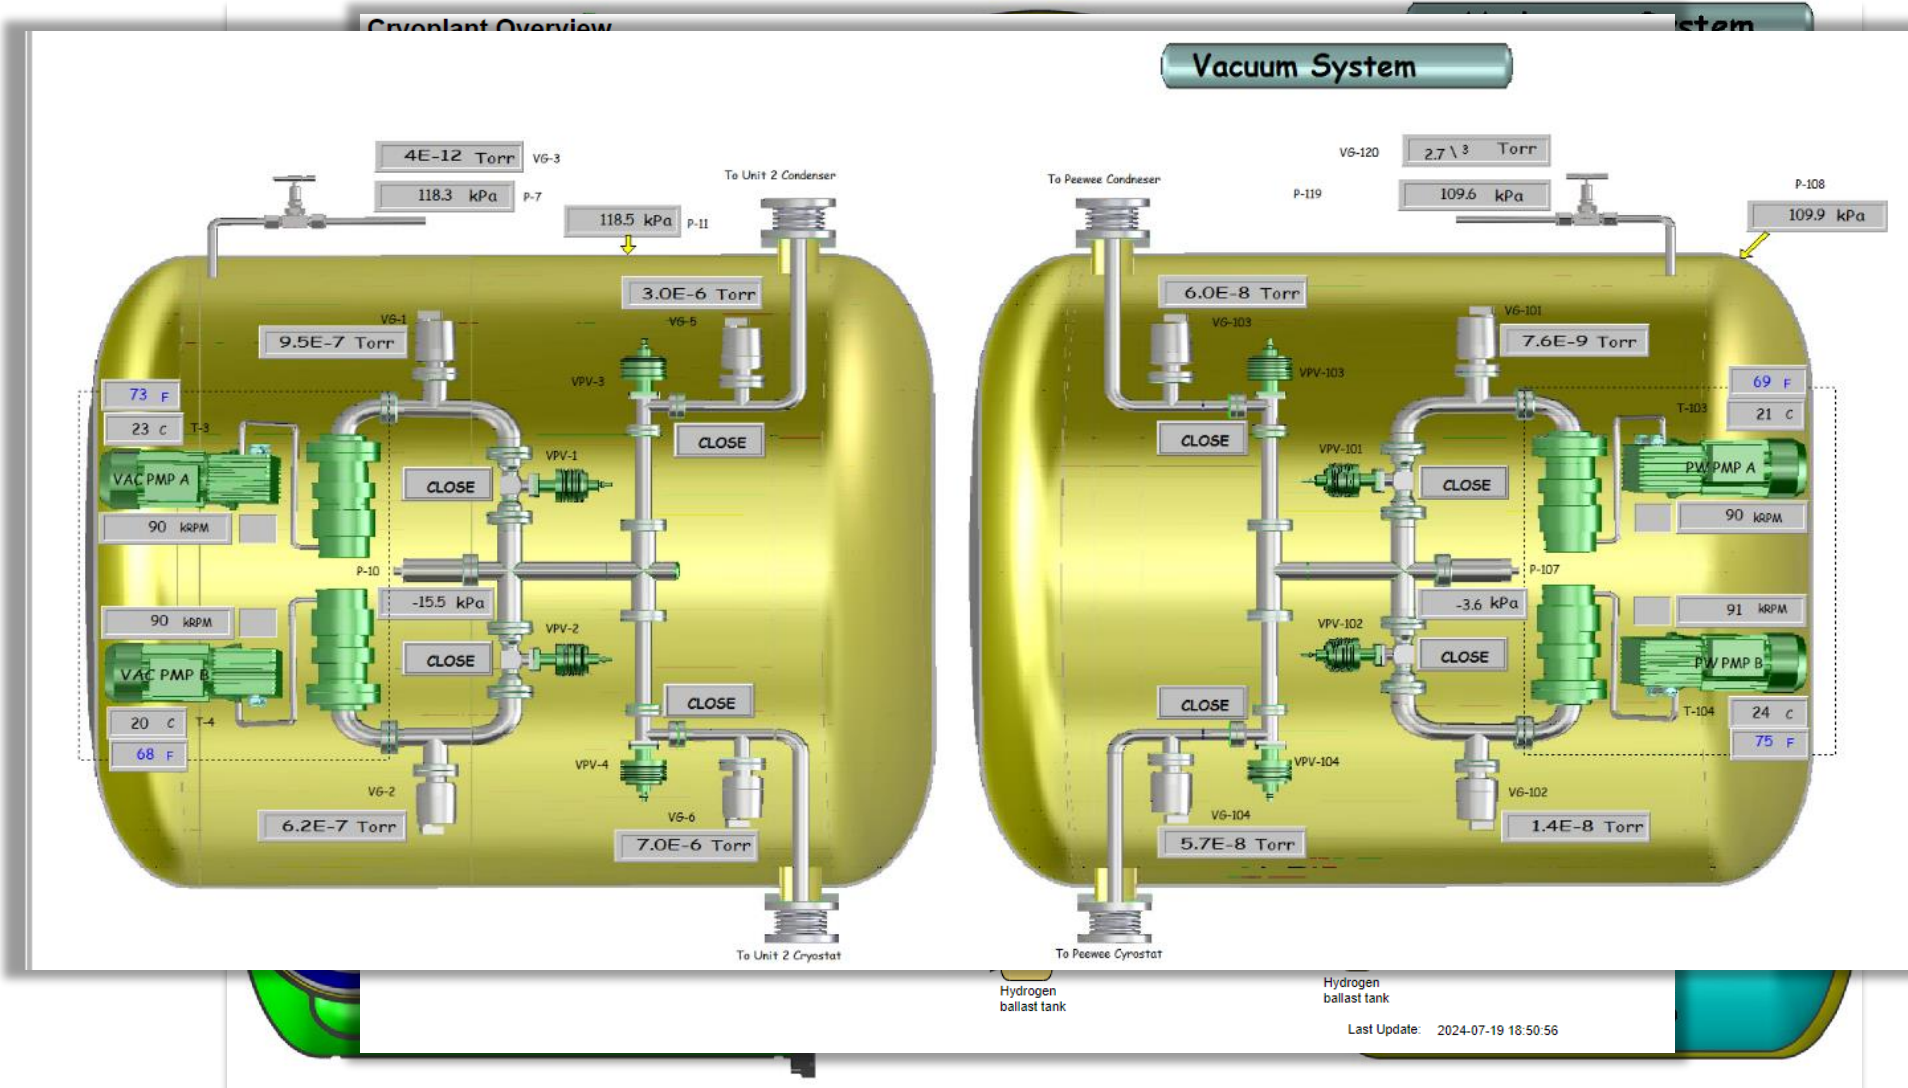 Cryoplant Overview
System
Vacuum System
4E-12 Torr VG-3
118.3 kPa P-7
118.5 kPa P-11
To Unit 2 Condenser
To Peewee Condneser
VG-120
2.7 \ 3 Torr
P-119
109.6 kPa
P-108
109.9 kPa
3.0E-6 Torr
VG-5
VG-1
9.5E-7 Torr
VPV-3
73 F
23 C T-3
CLOSE
VPV-1
CLOSE
VAC PMP A
90 kRPM
P-10
-15.5 kPa
90 kRPM
VPV-2
CLOSE
VAC PMP B
20 C T-4
68 F
CLOSE
VPV-4
VG-2
6.2E-7 Torr
VG-6
7.0E-6 Torr
To Unit 2 Cryostat
6.0E-8 Torr
VG-103
VG-101
7.6E-9 Torr
VPV-103
69 F
T-103
21 C
CLOSE
VPV-101
CLOSE
PW PMP A
90 kRPM
P-107
-3.6 kPa
91 kRPM
VPV-102
CLOSE
PW PMP B
CLOSE
T-104
24 C
75 F
VPV-104
VG-102
VG-104
1.4E-8 Torr
5.7E-8 Torr
To Peewee Cyrostat
Hydrogen
ballast tank
Hydrogen
ballast tank
Last Update: 2024-07-19 18:50:56